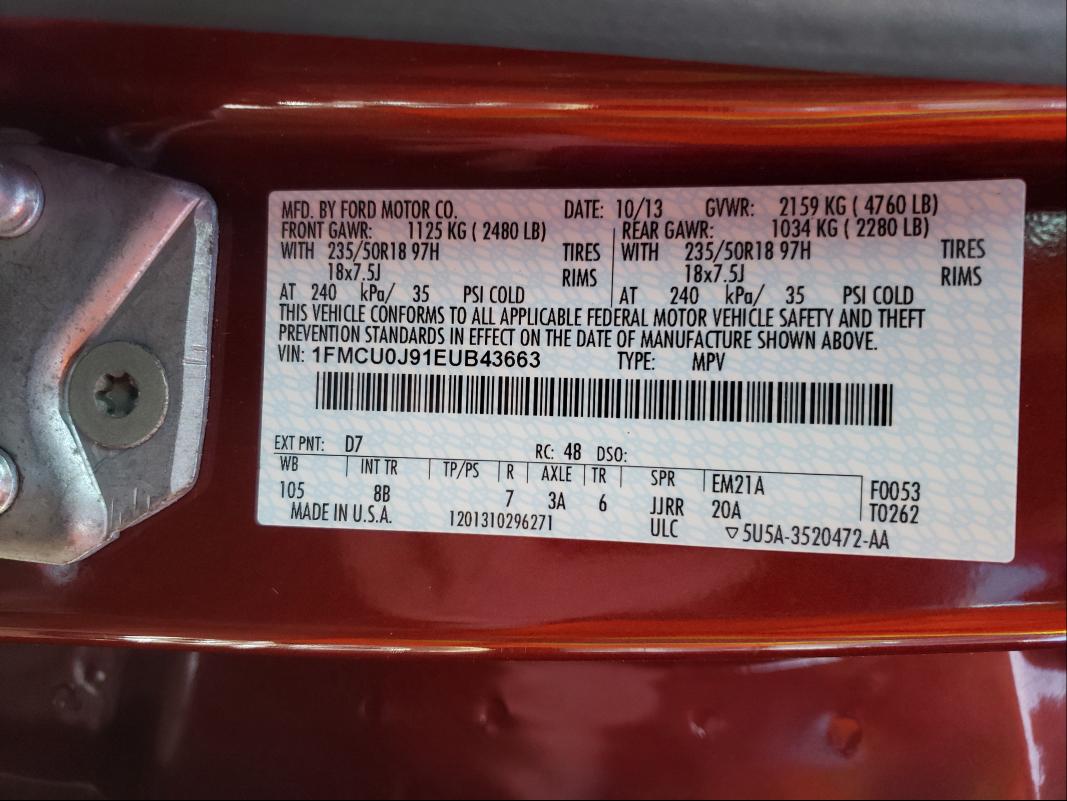 MFD. BY FORD MOTOR CO. DATE: 10/13 GVWR: 2159 KG ( 4760 LB)
FRONT GAWR: 1125 KG ( 2480 LB) REAR GAWR: 1034 KG ( 2280 LB)
WITH 235/50R18 97H TIRES WITH 235/50R18 97H TIRES
18x7.5J RIMS 18x7.5J RIMS
AT 240 kPa/ 35 PSI COLD AT 240 kPa/ 35 PSI COLD
THIS VEHICLE CONFORMS TO ALL APPLICABLE FEDERAL MOTOR VEHICLE SAFETY AND THEFT
PREVENTION STANDARDS IN EFFECT ON THE DATE OF MANUFACTURE SHOWN ABOVE.
VIN: 1FMCU0J91EUB43663 TYPE: MPV
EXT PNT: D7 RC: 48 DSO:
WB INT TR TP/PS R AXLE TR SPR EM21A F0053
105 8B 7 3A 6 JJRR 20A T0262
MADE IN U.S.A. 1201310296271 ULC ▽5U5A-3520472-AA